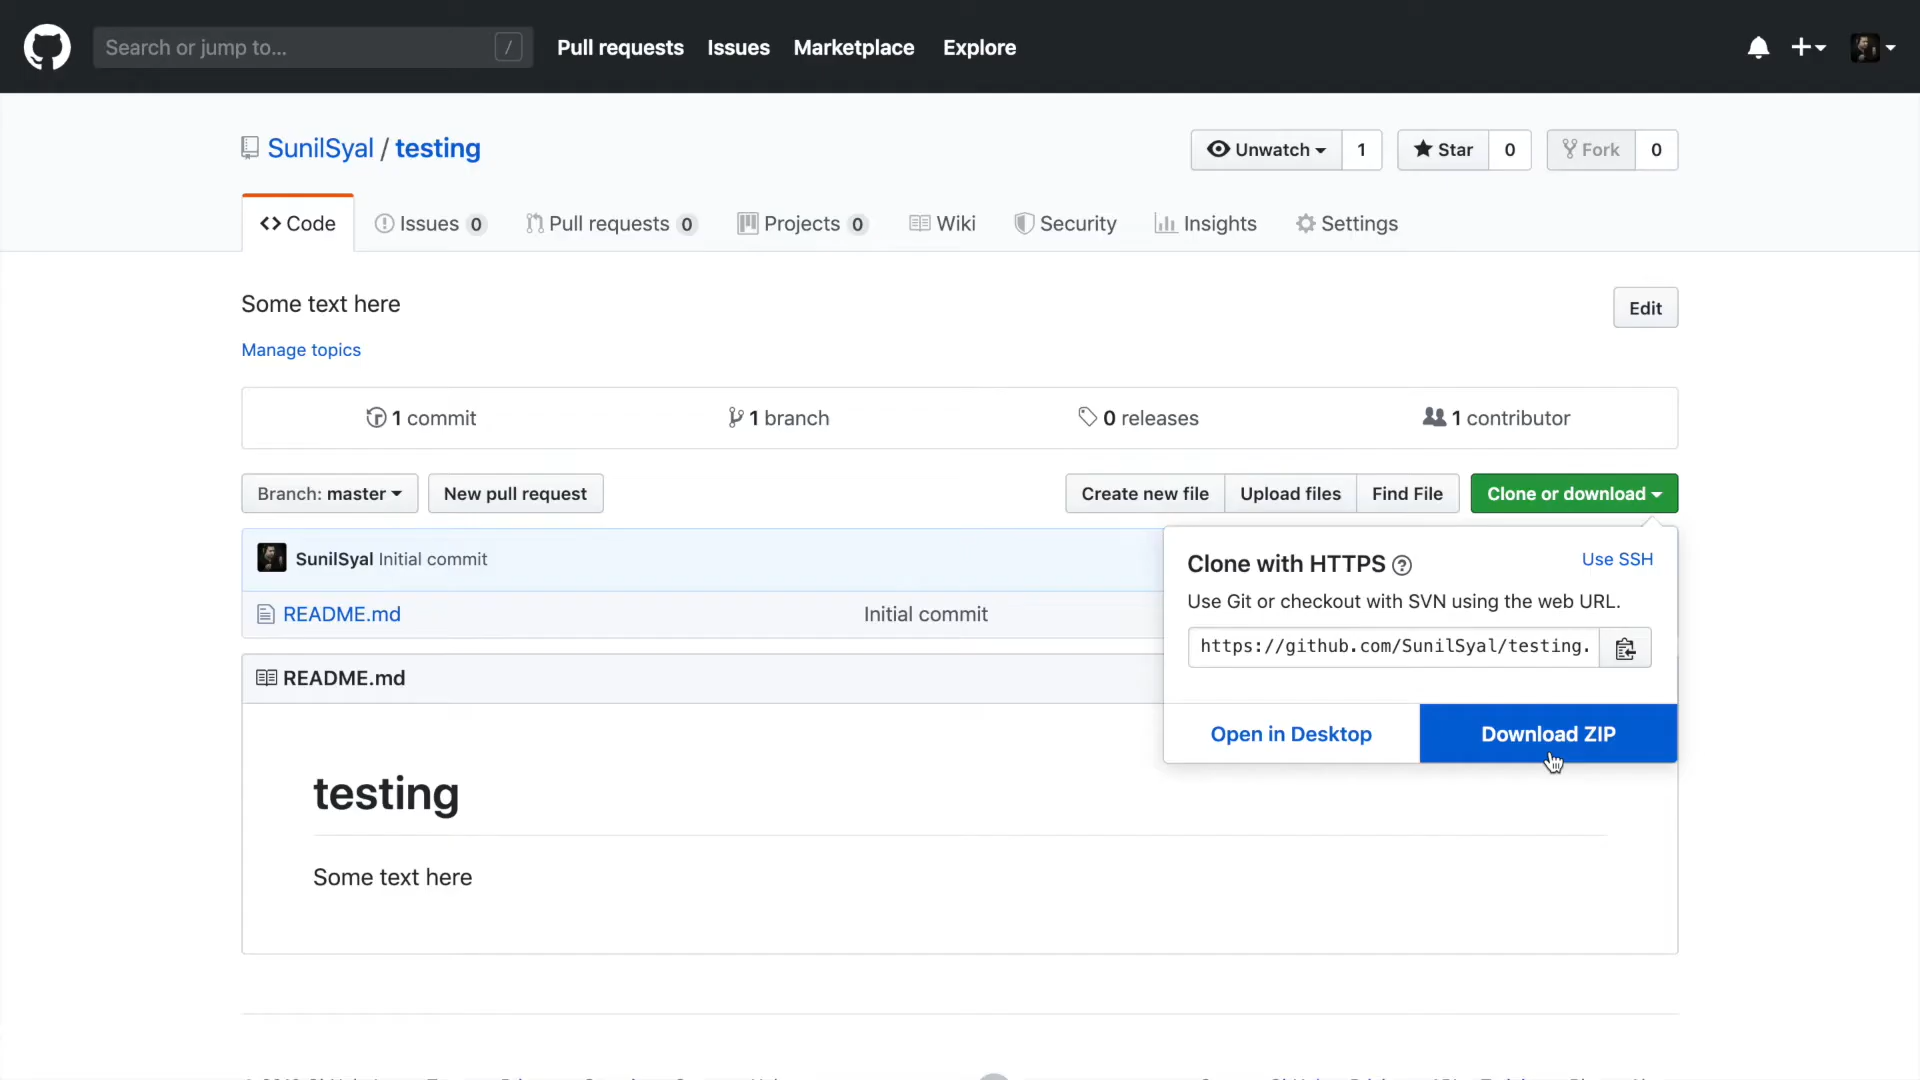 Search or jump to... /
Pull requests Issues Marketplace Explore
SunilSyal / testing
Unwatch 1 Star 0 Fork 0
Code Issues 0 Pull requests 0 Projects 0 Wiki Security Insights Settings
Some text here
Edit
Manage topics
1 commit 1 branch 0 releases 1 contributor
Branch: master New pull request Create new file Upload files Find File Clone or download
SunilSyal Initial commit
README.md Initial commit
Clone with HTTPS ? Use SSH
Use Git or checkout with SVN using the web URL.
https://github.com/SunilSyal/testing.
Open in Desktop Download ZIP
README.md
testing
Some text here